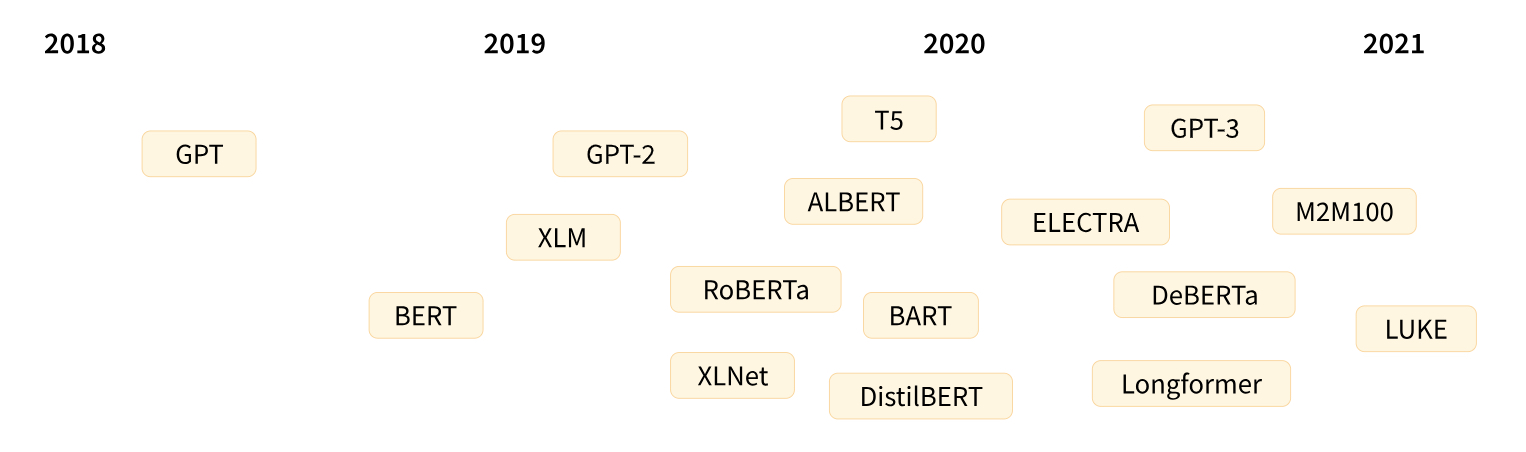 2018 2019 2020 2021
T5
GPT-3
GPT
GPT-2
ALBERT
M2M100
ELECTRA
XLM
RoBERTa
DeBERTa
BERT
BART
LUKE
XLNet
Longformer
DistilBERT